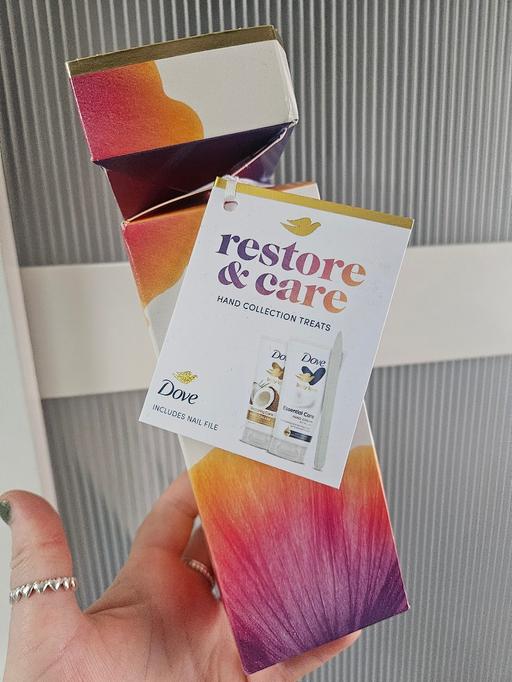 restore
& care
HAND COLLECTION TREATS
Dove
INCLUDES NAIL FILE
Dove
Dove
Essential Care